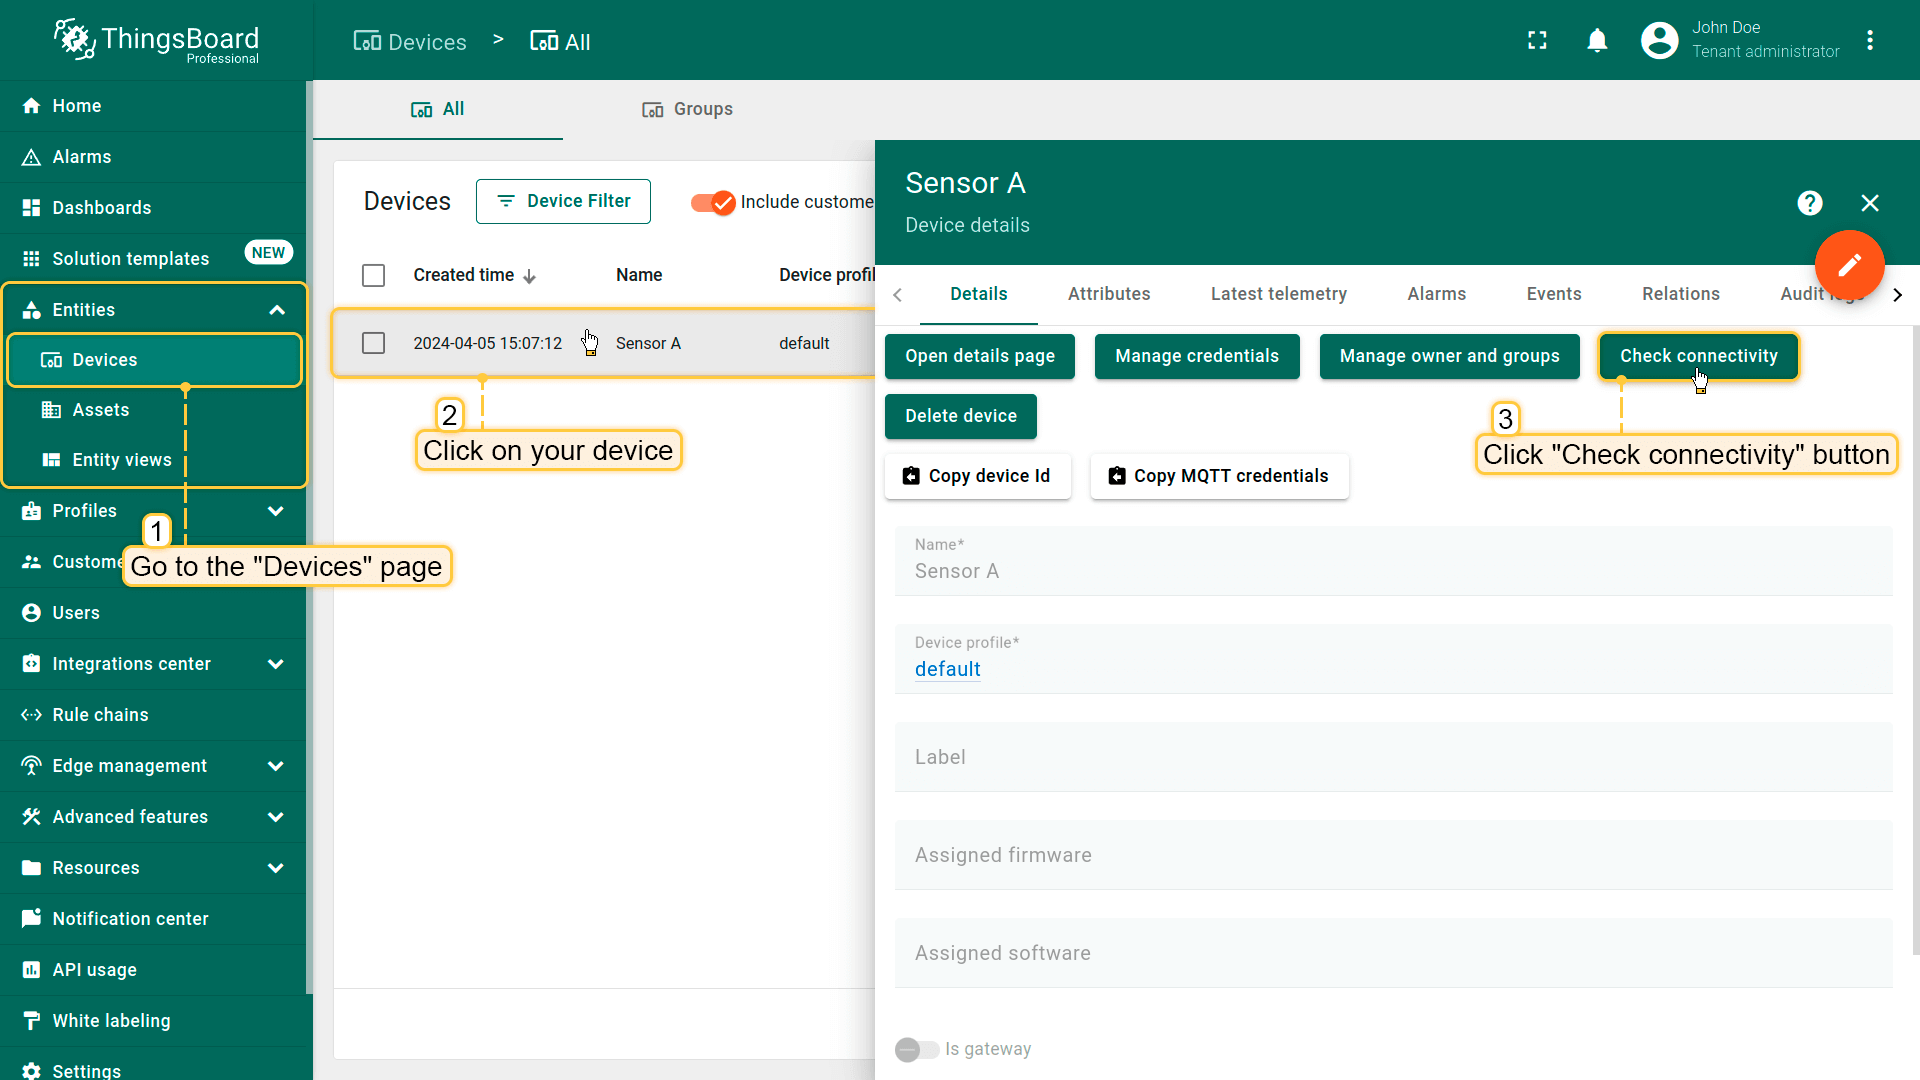 ThingsBoard
Professional
Devices > All
John Doe
Tenant administrator
Home
Alarms
Dashboards
Solution templates NEW
Entities
Devices
Assets
Entity views
Profiles
Custome
Users
Integrations center
Rule chains
Edge management
Advanced features
Resources
Notification center
API usage
White labeling
Settings
1
Go to the "Devices" page
All Groups
Devices Device Filter Include custome
Created time Name Device profil
2024-04-05 15:07:12 Sensor A default
2
Click on your device
Sensor A
Device details
?
Details Attributes Latest telemetry Alarms Events Relations Audit logs
Open details page Manage credentials Manage owner and groups Check connectivity
Delete device
3
Click "Check connectivity" button
Copy device Id Copy MQTT credentials
Name*
Sensor A
Device profile*
default
Label
Assigned firmware
Assigned software
Is gateway